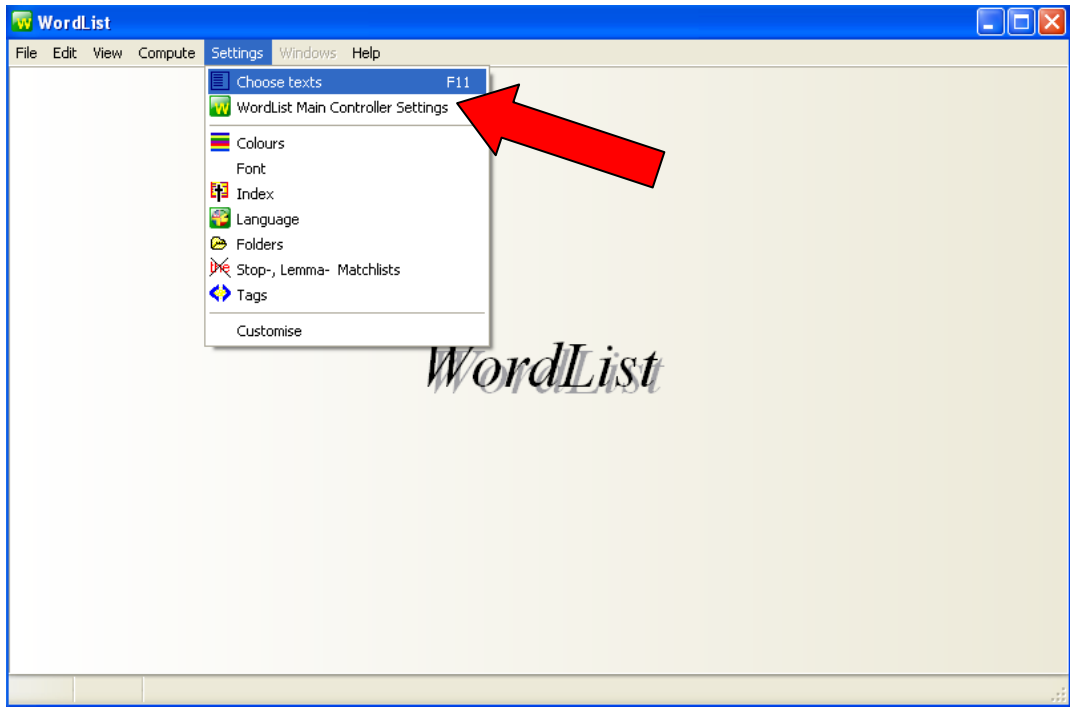 WordList
File Edit View Compute Settings Windows Help
Choose texts F11
WordList Main Controller Settings
Colours
Font
Index
Language
Folders
Stop-, Lemma- Matchlists
Tags
Customise
WordList